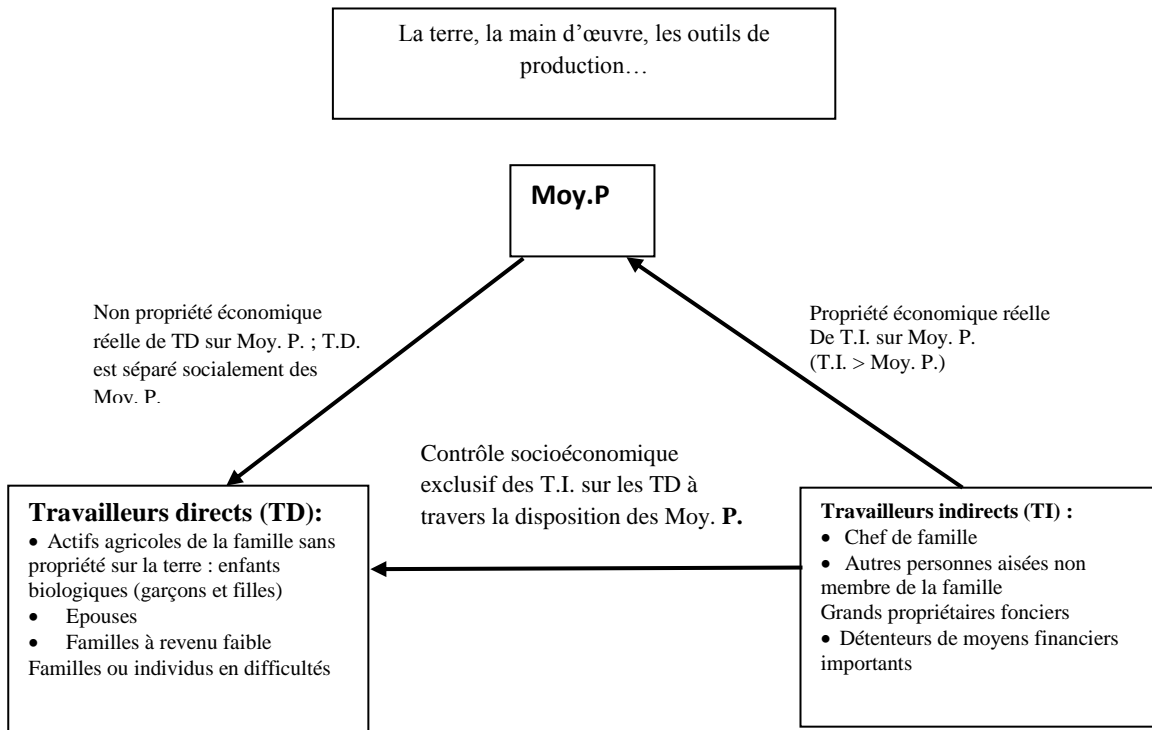 La terre, la main d’œuvre, les outils de
production…
Moy.P
Non propriété économique
réelle de TD sur Moy. P. ; T.D.
est séparé socialement des
Moy. P.
Propriété économique réelle
De T.I. sur Moy. P.
(T.I. > Moy. P.)
Contrôle socioéconomique
exclusif des T.I. sur les TD à
travers la disposition des Moy. P.
Travailleurs directs (TD):
• Actifs agricoles de la famille sans
propriété sur la terre : enfants
biologiques (garçons et filles)
• Epouses
• Familles à revenu faible
Familles ou individus en difficultés
Travailleurs indirects (TI) :
• Chef de famille
• Autres personnes aisées non
membre de la famille
Grands propriétaires fonciers
• Détenteurs de moyens financiers
importants